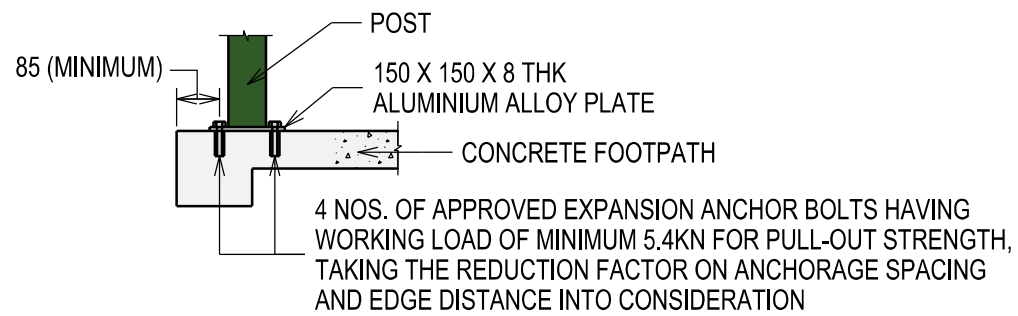 POST
85 (MINIMUM)
150 X 150 X 8 THK
ALUMINIUM ALLOY PLATE
CONCRETE FOOTPATH
4 NOS. OF APPROVED EXPANSION ANCHOR BOLTS HAVING
WORKING LOAD OF MINIMUM 5.4KN FOR PULL-OUT STRENGTH,
TAKING THE REDUCTION FACTOR ON ANCHORAGE SPACING
AND EDGE DISTANCE INTO CONSIDERATION